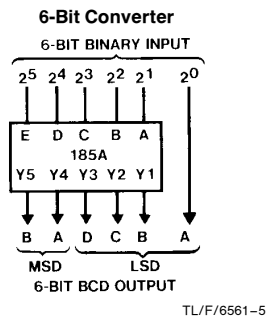 6-Bit Converter
6-BIT BINARY INPUT
2⁵ 2⁴ 2³ 2² 2¹ 2⁰
E D C B A
185A
Y5 Y4 Y3 Y2 Y1
B A D C B A
MSD LSD
6-BIT BCD OUTPUT
TL/F/6561–5